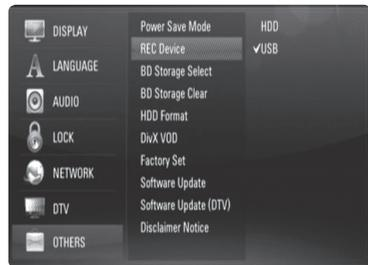 DISPLAY
LANGUAGE
AUDIO
LOCK
NETWORK
DTV
OTHERS
Power Save Mode
REC Device
BD Storage Select
BD Storage Clear
HDD Format
DivX VOD
Factory Set
Software Update
Software Update (DTV)
Disclaimer Notice
HDD
✔USB